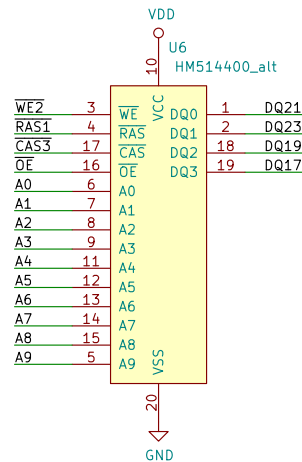 VDD
U6
HM514400_alt
10
VCC
WE2 3 WE DQ0 1 DQ21
RAS1 4 RAS DQ1 2 DQ23
CAS3 17 CAS DQ2 18 DQ19
OE 16 OE DQ3 19 DQ17
A0 6 A0
A1 7 A1
A2 8 A2
A3 9 A3
A4 11 A4
A5 12 A5
A6 13 A6
A7 14 A7
A8 15 A8
A9 5 A9
VSS
20
GND